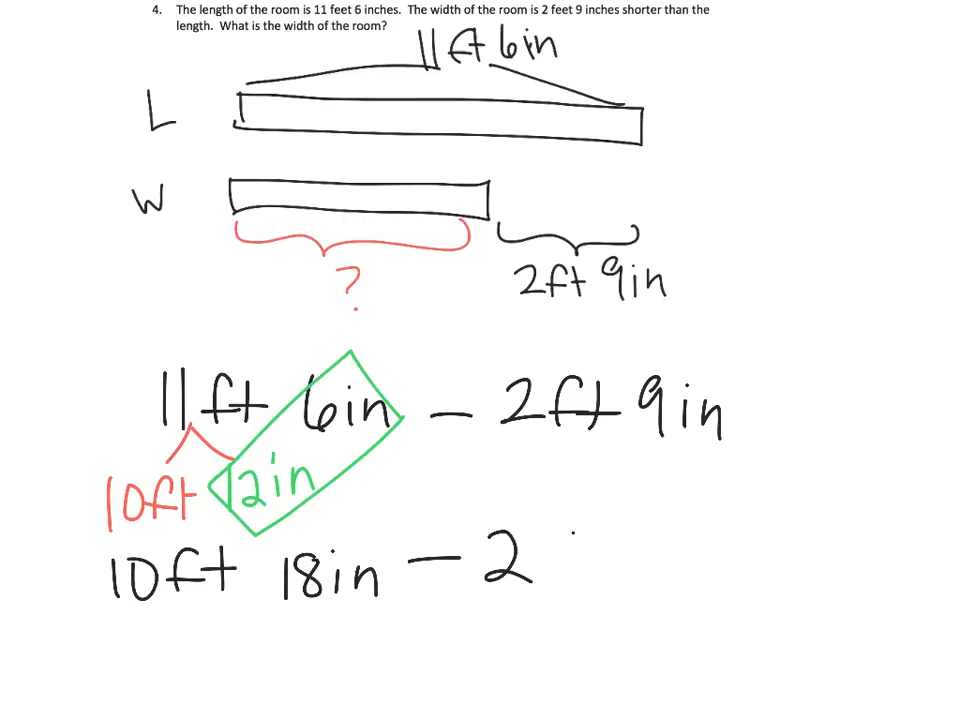 4. The length of the room is 11 feet 6 inches. The width of the room is 2 feet 9 inches shorter than the
length. What is the width of the room?
11ft 6in
L
W
?
2ft 9in
11ft 6in - 2ft 9in
10ft 12in
10ft 18in - 2